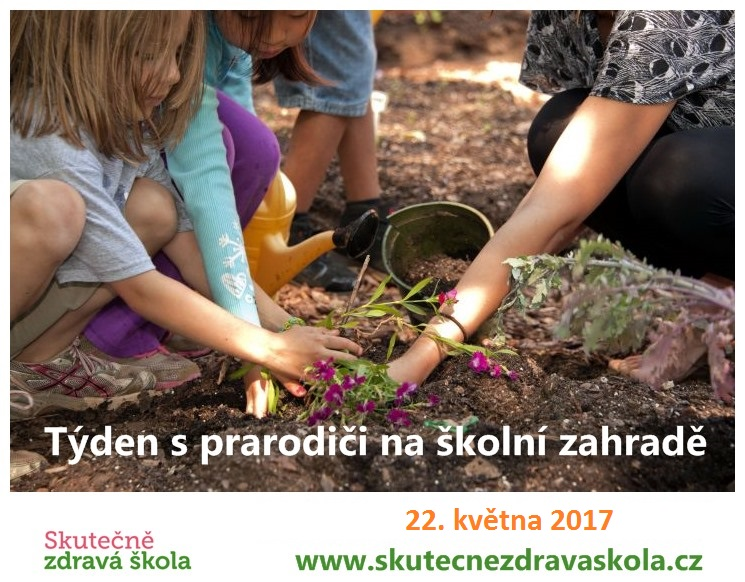 Týden s prarodiči na školní zahradě
22. května 2017
Skutečně
zdravá škola
www.skutecnezdravaskola.cz